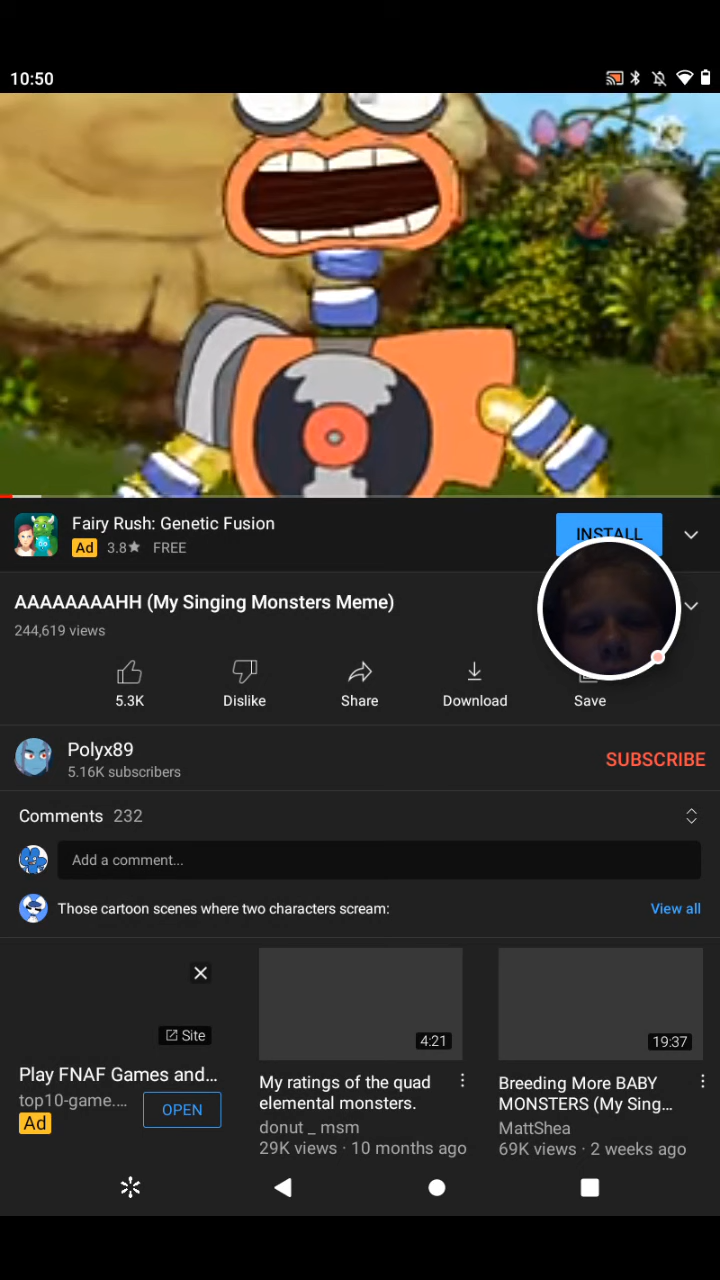 10:50
Fairy Rush: Genetic Fusion
Ad 3.8★ FREE
INSTALL
AAAAAAAAHH (My Singing Monsters Meme)
244,619 views
5.3K Dislike Share Download Save
Polyx89
5.16K subscribers
SUBSCRIBE
Comments 232
Add a comment...
Those cartoon scenes where two characters scream:
View all
Site
Play FNAF Games and...
top10-game....
Ad
OPEN
4:21
My ratings of the quad
elemental monsters.
donut _ msm
29K views · 10 months ago
19:37
Breeding More BABY
MONSTERS (My Sing...
MattShea
69K views · 2 weeks ago